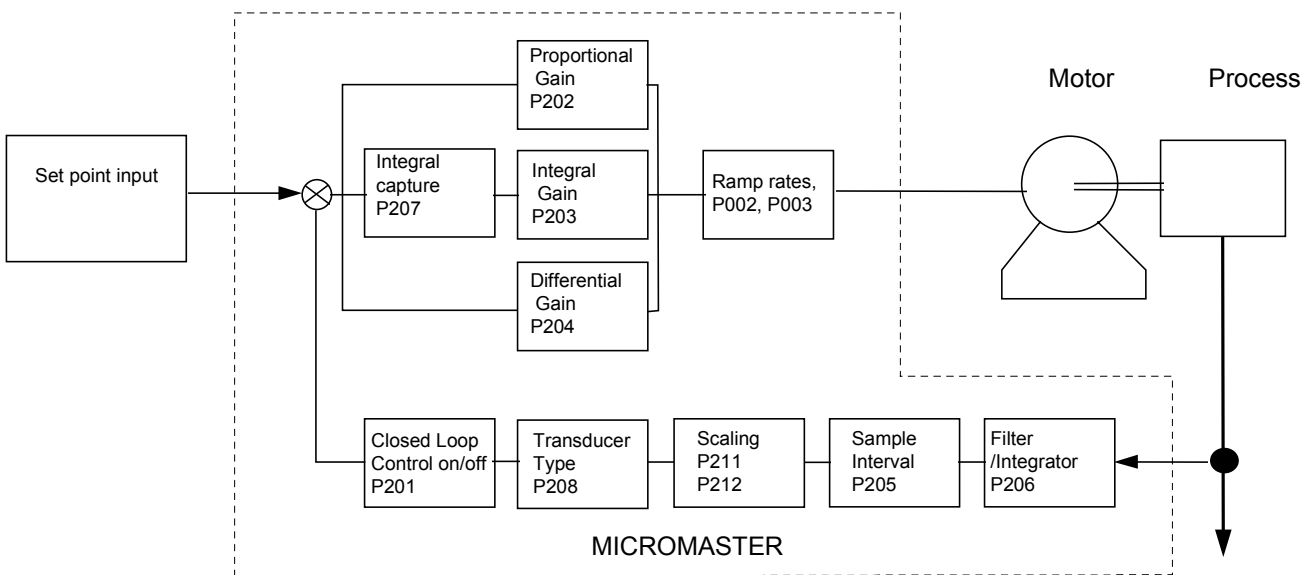 Proportional
Gain
P202
Motor
Process
Set point input
Integral
capture
P207
Integral
Gain
P203
Ramp rates,
P002, P003
Differential
Gain
P204
Closed Loop
Control on/off
P201
Transducer
Type
P208
Scaling
P211
P212
Sample
Interval
P205
Filter
/Integrator
P206
MICROMASTER